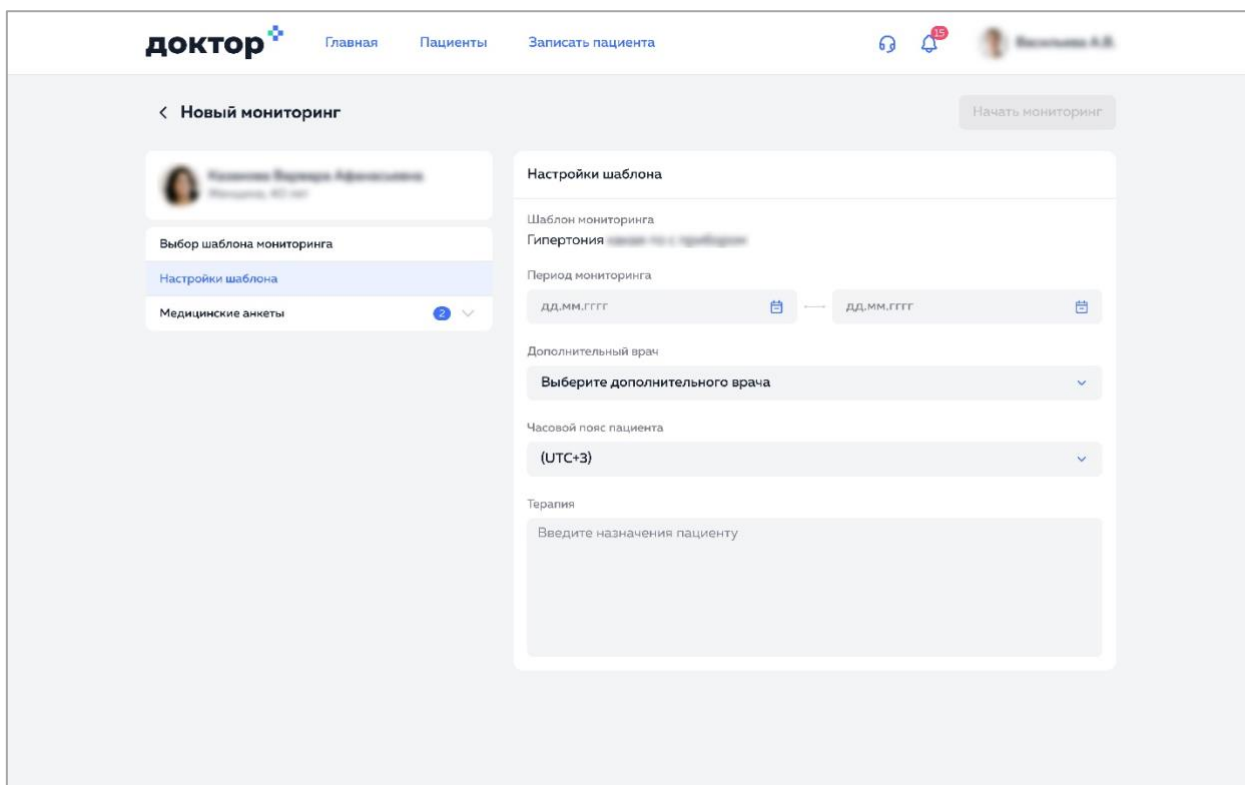 доктор
Главная Пациенты Записать пациента 15
Новый мониторинг Начать мониторинг
Выбор шаблона мониторинга
Настройки шаблона
Медицинские анкеты 2
Настройки шаблона
Шаблон мониторинга
Гипертония
Период мониторинга
дд.мм.гггг дд.мм.гггг
Дополнительный врач
Выберите дополнительного врача
Часовой пояс пациента
(UTC+3)
Терапия
Введите назначения пациенту